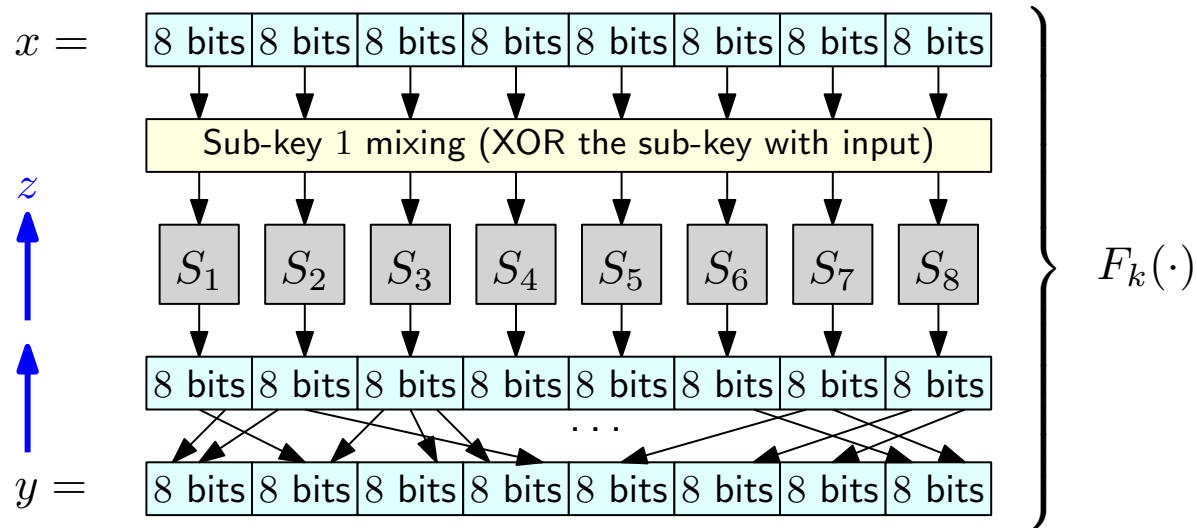 x = 8 bits 8 bits 8 bits 8 bits 8 bits 8 bits 8 bits 8 bits
Sub-key 1 mixing (XOR the sub-key with input)
z
S₁ S₂ S₃ S₄ S₅ S₆ S₇ S₈
Fₖ(·)
8 bits 8 bits 8 bits 8 bits 8 bits 8 bits 8 bits 8 bits
...
y = 8 bits 8 bits 8 bits 8 bits 8 bits 8 bits 8 bits 8 bits